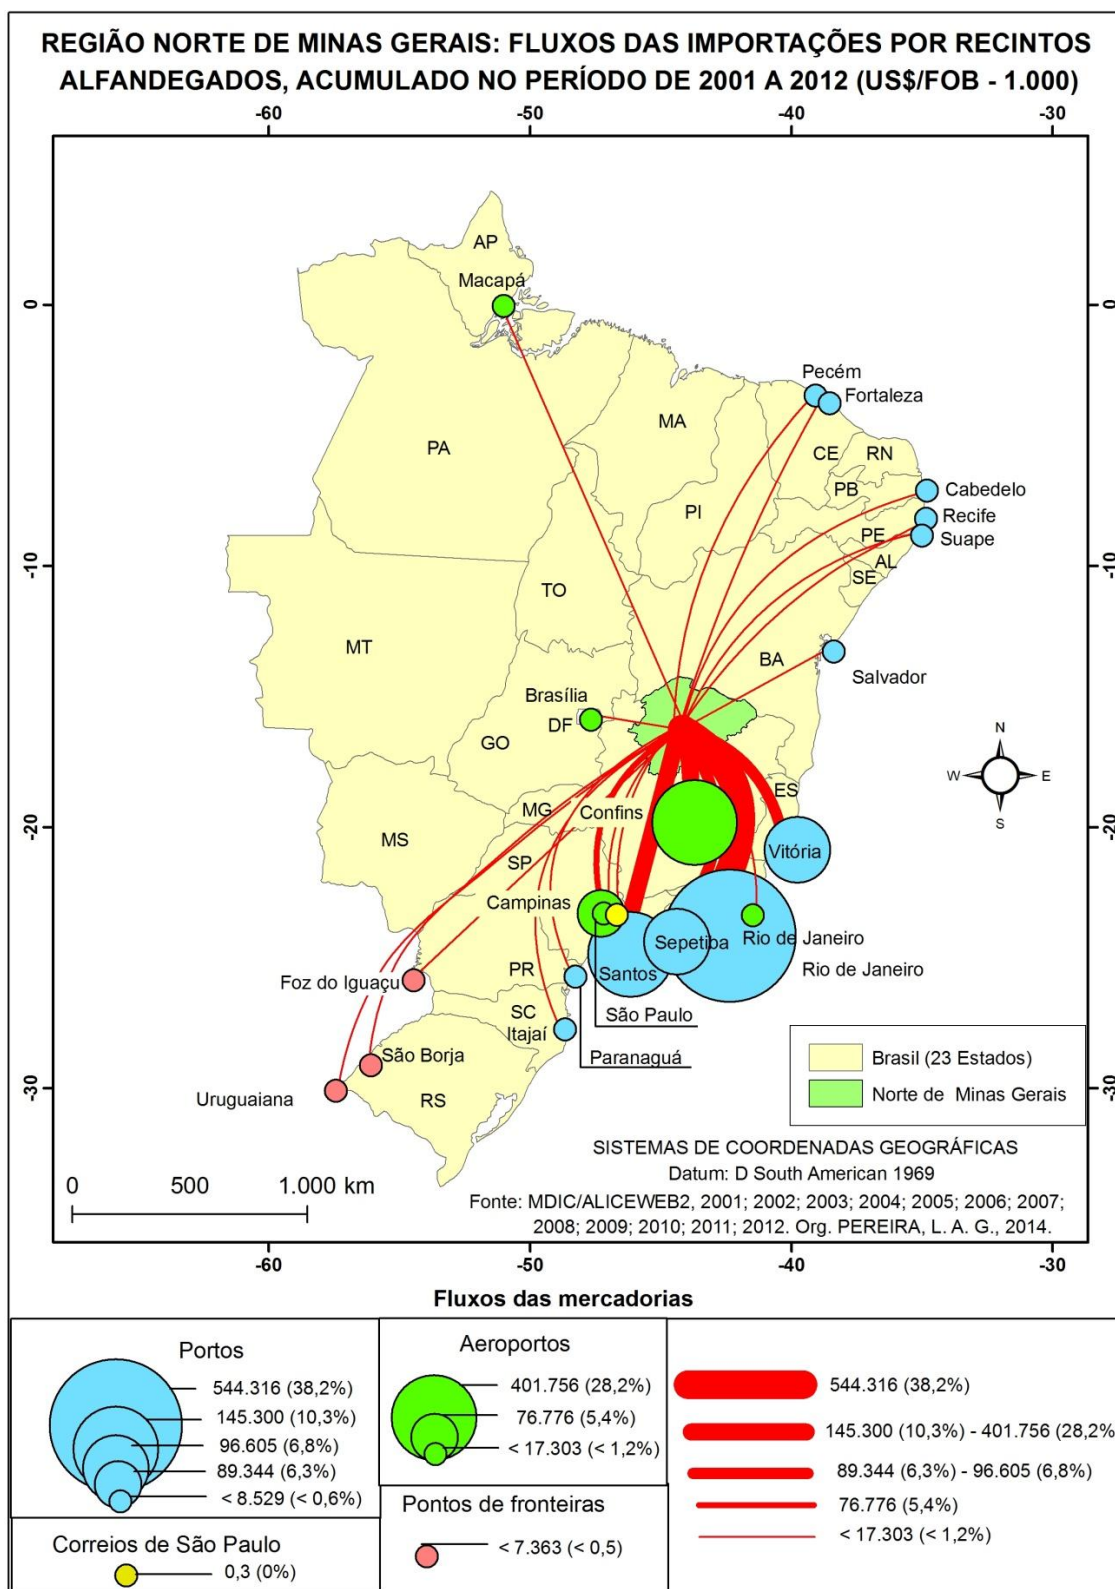 REGIÃO NORTE DE MINAS GERAIS: FLUXOS DAS IMPORTAÇÕES POR RECINTOS
ALFANDEGADOS, ACUMULADO NO PERÍODO DE 2001 A 2012 (US$/FOB - 1.000)
-60 -50 -40 -30
AP
Macapá
0 0
Pecém
Fortaleza
MA
PA
CE RN
PB
Cabedelo
PI
Recife
PE
Suape
AL
-10 -10
SE
TO
MT
BA
Salvador
Brasília
DF
GO
N
W E
S
ES
MG
Confins
-20 -20
MS
Vitória
SP
Campinas
Rio de Janeiro
Sepetiba
Santos
Rio de Janeiro
PR
Foz do Iguaçu
SC
São Paulo
Itajaí
Paranaguá
São Borja
Uruguaiana
RS
-30 -30
Brasil (23 Estados)
Norte de Minas Gerais
SISTEMAS DE COORDENADAS GEOGRÁFICAS
Datum: D South American 1969
Fonte: MDIC/ALICEWEB2, 2001; 2002; 2003; 2004; 2005; 2006; 2007;
2008; 2009; 2010; 2011; 2012. Org. PEREIRA, L. A. G., 2014.
0 500 1.000 km
-60 -50 -40 -30
Fluxos das mercadorias
Portos
544.316 (38,2%)
145.300 (10,3%)
96.605 (6,8%)
89.344 (6,3%)
< 8.529 (< 0,6%)
Correios de São Paulo
0,3 (0%)
Aeroportos
401.756 (28,2%)
76.776 (5,4%)
< 17.303 (< 1,2%)
Pontos de fronteiras
< 7.363 (< 0,5)
544.316 (38,2%)
145.300 (10,3%) - 401.756 (28,2%
89.344 (6,3%) - 96.605 (6,8%)
76.776 (5,4%)
< 17.303 (< 1,2%)